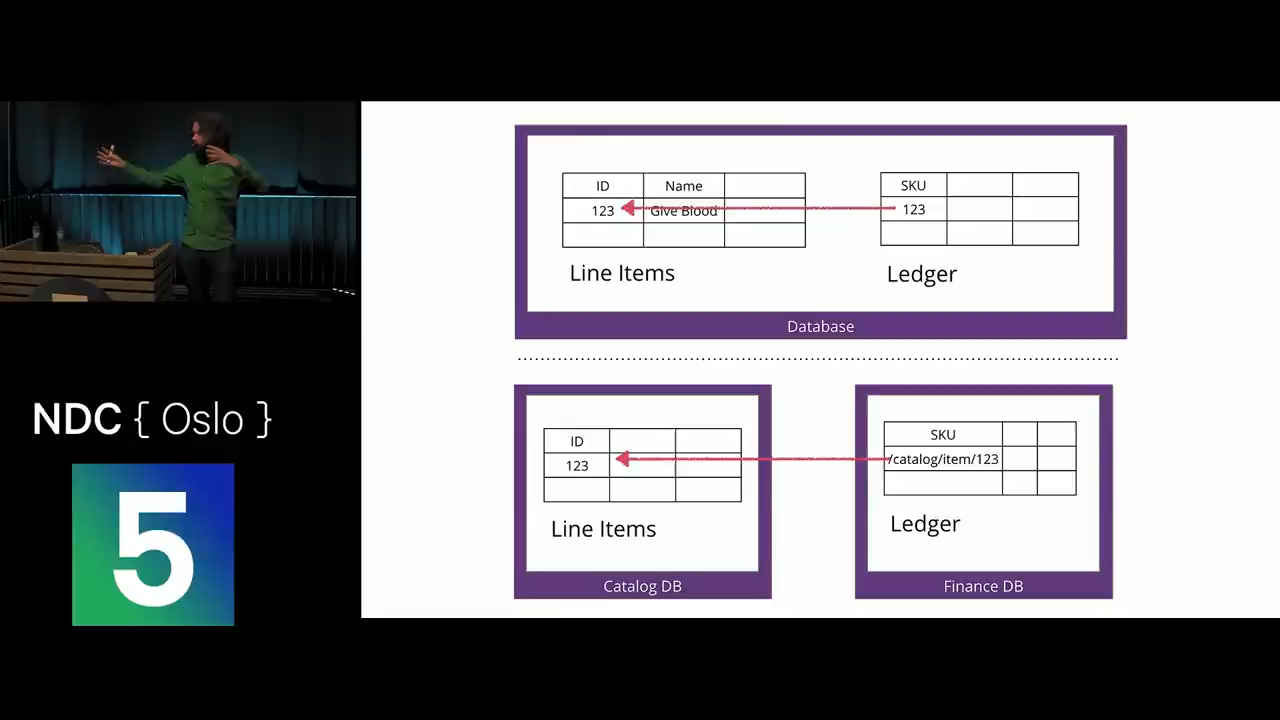 ID Name
123 Give Blood
Line Items
SKU
123
Ledger
Database
ID
123
Line Items
Catalog DB
SKU
/catalog/item/123
Ledger
Finance DB
NDC { Oslo }
5